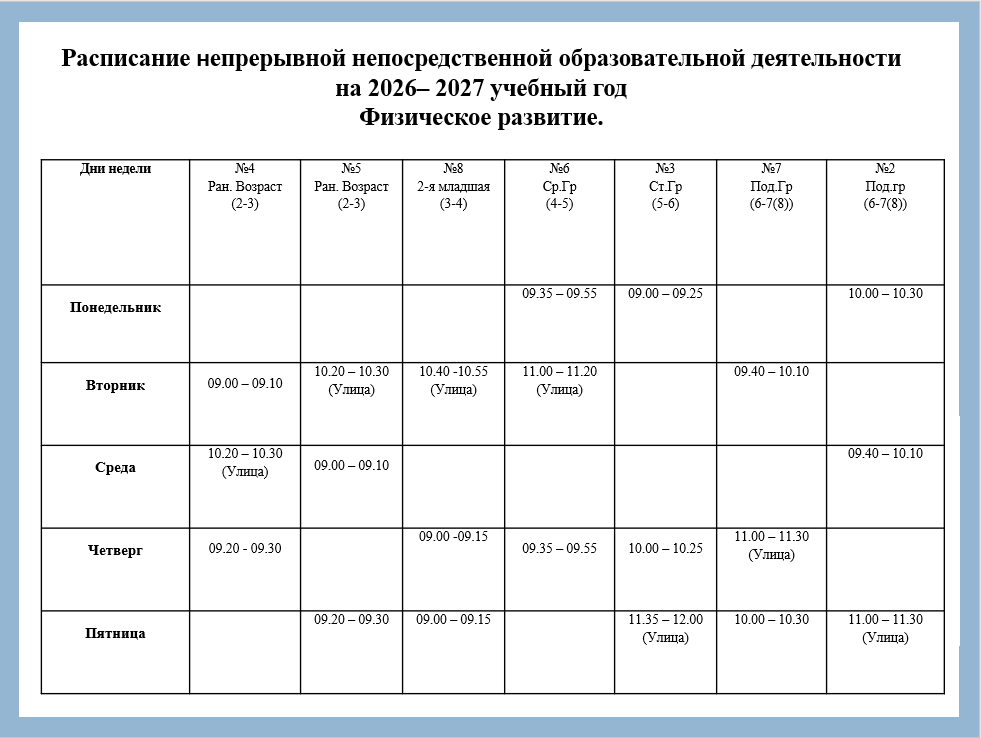 Расписание непрерывной непосредственной образовательной деятельности
на 2026– 2027 учебный год
Физическое развитие.
Дни недели
№4
Ран. Возраст
(2-3)
№5
Ран. Возраст
(2-3)
№8
2-я младшая
(3-4)
№6
Ср.Гр
(4-5)
№3
Ст.Гр
(5-6)
№7
Под.Гр
(6-7(8))
№2
Под.гр
(6-7(8))
Понедельник
09.35 – 09.55
09.00 – 09.25
10.00 – 10.30
Вторник
09.00 – 09.10
10.20 – 10.30
(Улица)
10.40 -10.55
(Улица)
11.00 – 11.20
(Улица)
09.40 – 10.10
Среда
10.20 – 10.30
(Улица)
09.00 – 09.10
09.40 – 10.10
Четверг
09.20 - 09.30
09.00 -09.15
09.35 – 09.55
10.00 – 10.25
11.00 – 11.30
(Улица)
Пятница
09.20 – 09.30
09.00 – 09.15
11.35 – 12.00
(Улица)
10.00 – 10.30
11.00 – 11.30
(Улица)